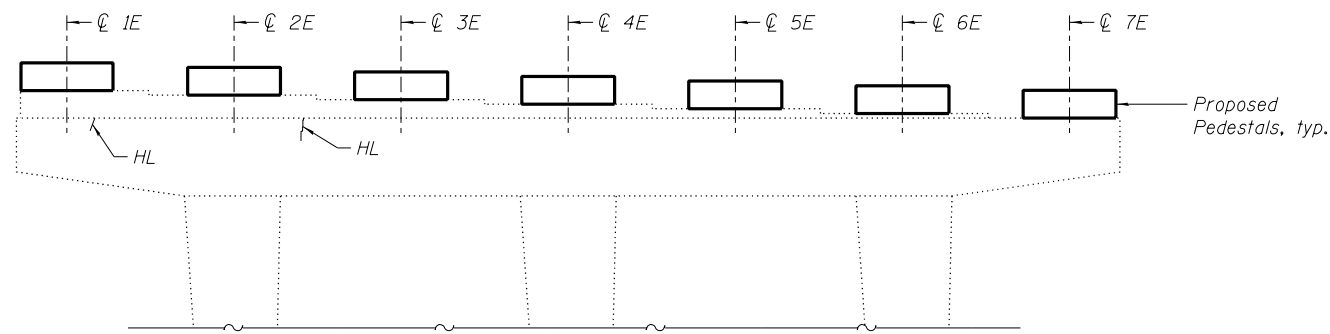 ℄ 1E
℄ 2E
℄ 3E
℄ 4E
℄ 5E
℄ 6E
℄ 7E
Proposed
Pedestals, typ.
HL
HL